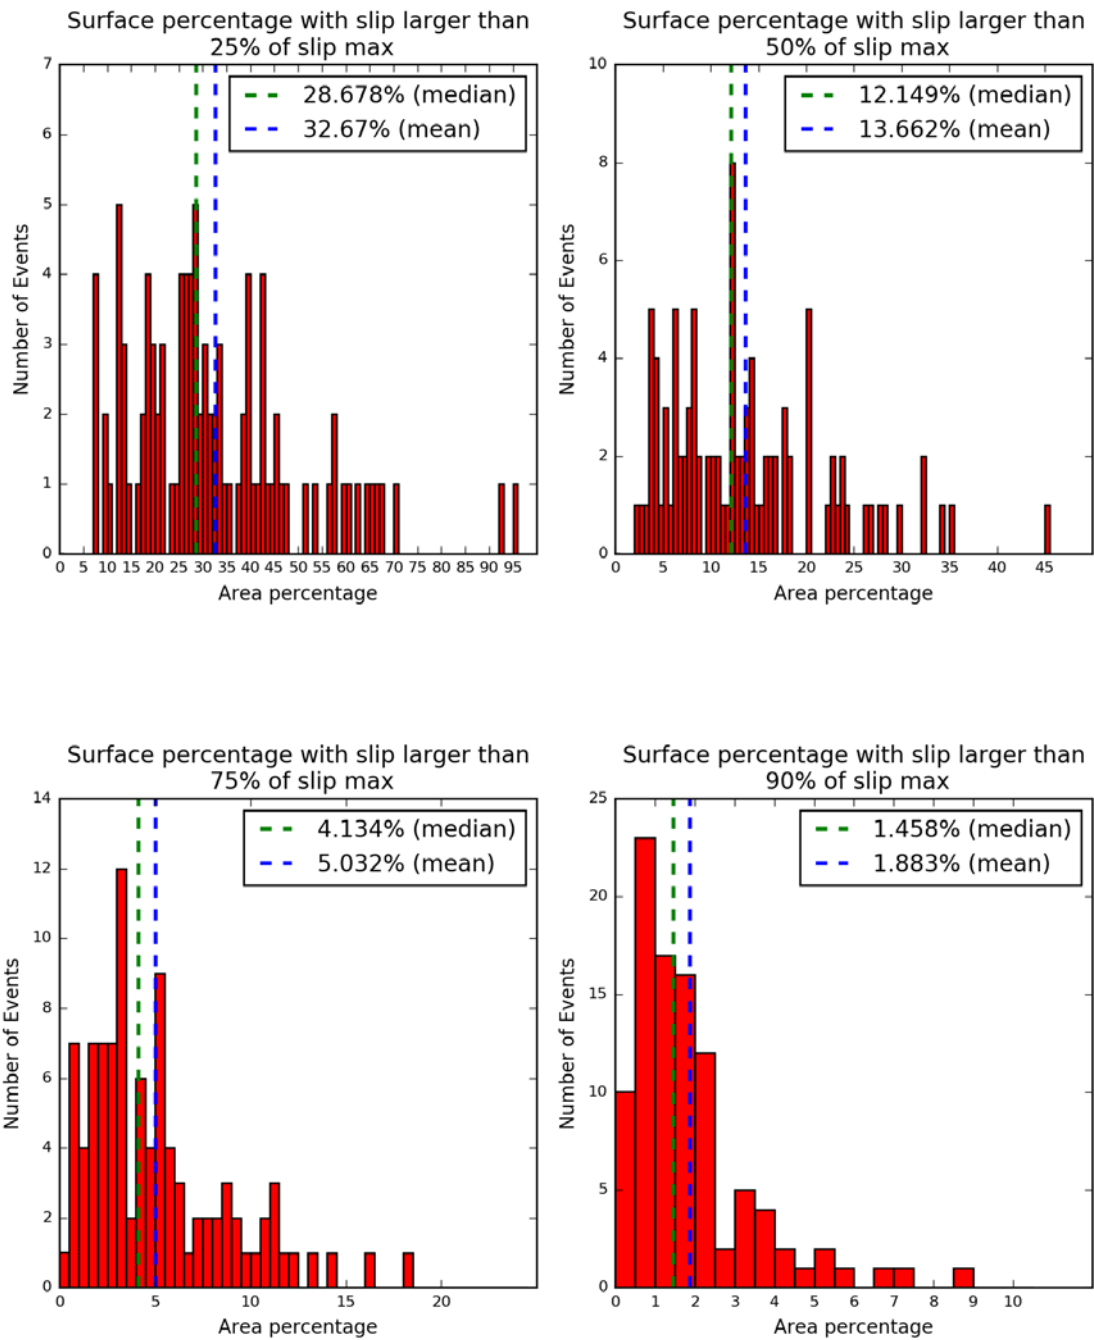 Surface percentage with slip larger than
25% of slip max
7
6
5
4
3
2
1
0
Number of Events
28.678% (median)
32.67% (mean)
0 5 10 15 20 25 30 35 40 45 50 55 60 65 70 75 80 85 90 95
Area percentage
Surface percentage with slip larger than
50% of slip max
10
8
6
4
2
0
Number of Events
12.149% (median)
13.662% (mean)
0 5 10 15 20 25 30 35 40 45
Area percentage
Surface percentage with slip larger than
75% of slip max
14
12
10
8
6
4
2
0
Number of Events
4.134% (median)
5.032% (mean)
0 5 10 15 20
Area percentage
Surface percentage with slip larger than
90% of slip max
25
20
15
10
5
0
Number of Events
1.458% (median)
1.883% (mean)
0 1 2 3 4 5 6 7 8 9 10
Area percentage